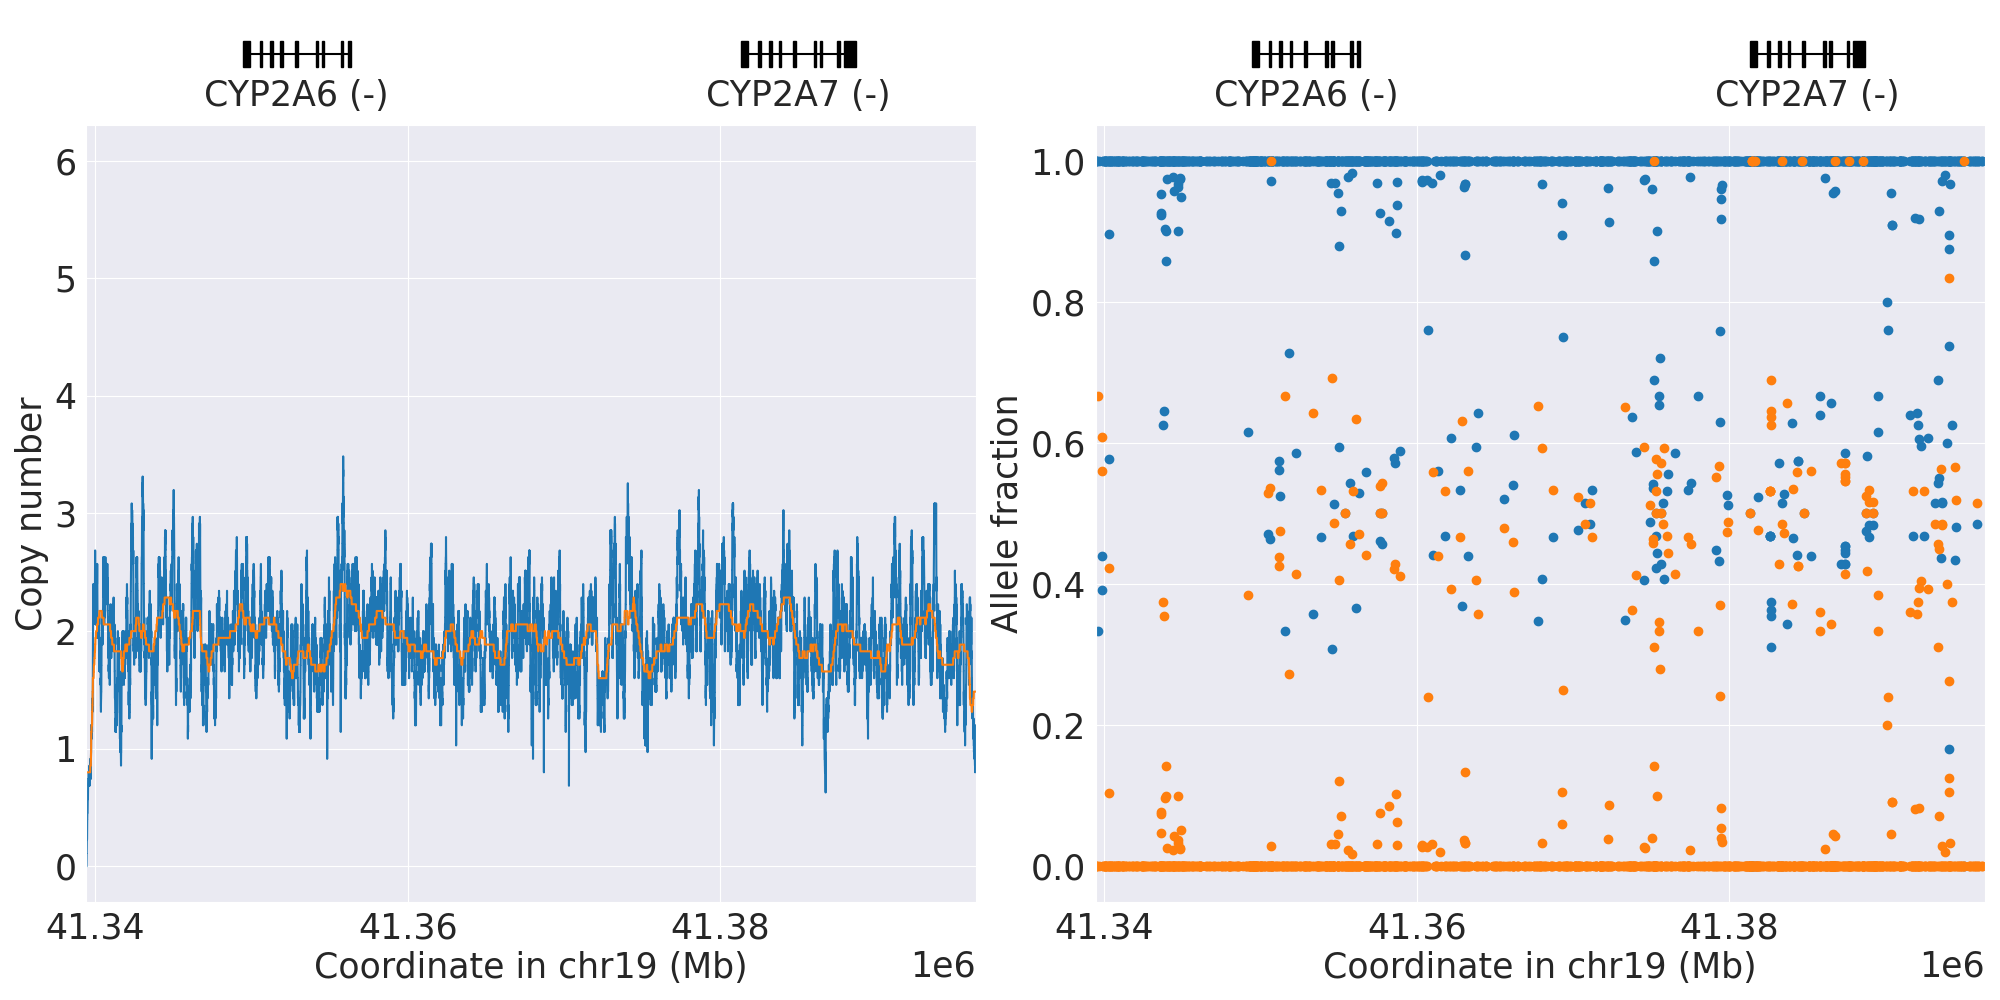 CYP2A6 (-)
CYP2A7 (-)
CYP2A6 (-)
CYP2A7 (-)
Copy number
6
5
4
3
2
1
0
41.34
41.36
41.38
Coordinate in chr19 (Mb)
1e6
Allele fraction
1.0
0.8
0.6
0.4
0.2
0.0
41.34
41.36
41.38
Coordinate in chr19 (Mb)
1e6